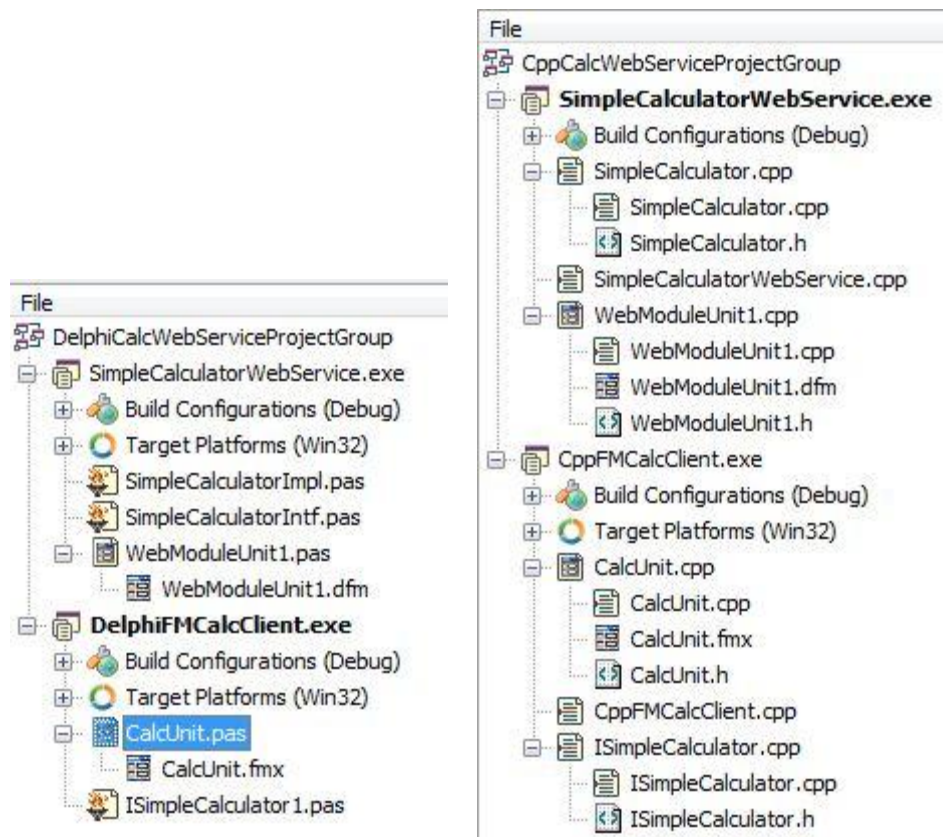 File
DelphiCalcWebServiceProjectGroup
SimpleCalculatorWebService.exe
Build Configurations (Debug)
Target Platforms (Win32)
SimpleCalculatorImpl.pas
SimpleCalculatorIntf.pas
WebModuleUnit1.pas
WebModuleUnit1.dfm
DelphiFMCalcClient.exe
Build Configurations (Debug)
Target Platforms (Win32)
CalcUnit.pas
CalcUnit.fmx
ISimpleCalculator1.pas
File
CppCalcWebServiceProjectGroup
SimpleCalculatorWebService.exe
Build Configurations (Debug)
SimpleCalculator.cpp
SimpleCalculator.cpp
SimpleCalculator.h
SimpleCalculatorWebService.cpp
WebModuleUnit1.cpp
WebModuleUnit1.cpp
WebModuleUnit1.dfm
WebModuleUnit1.h
CppFMCalcClient.exe
Build Configurations (Debug)
Target Platforms (Win32)
CalcUnit.cpp
CalcUnit.cpp
CalcUnit.fmx
CalcUnit.h
CppFMCalcClient.cpp
ISimpleCalculator.cpp
ISimpleCalculator.cpp
ISimpleCalculator.h